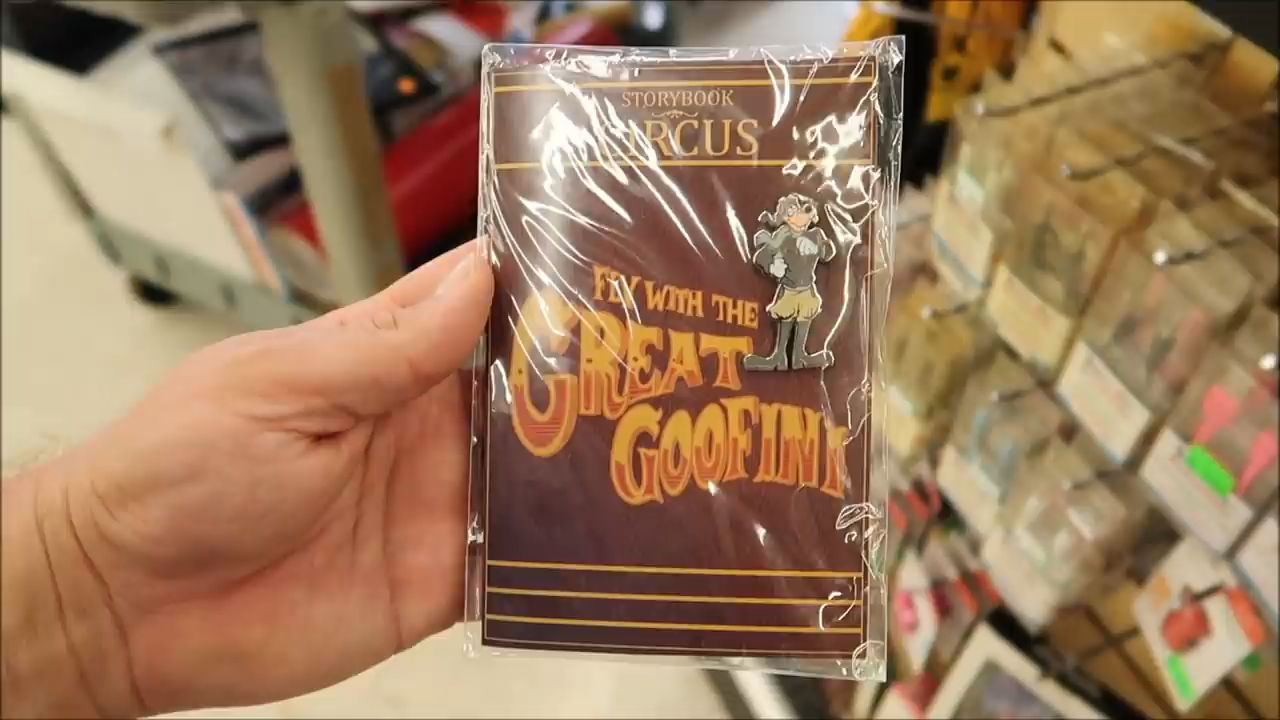 STORYBOOK
CIRCUS
FLY WITH THE
GREAT
GOOFINI